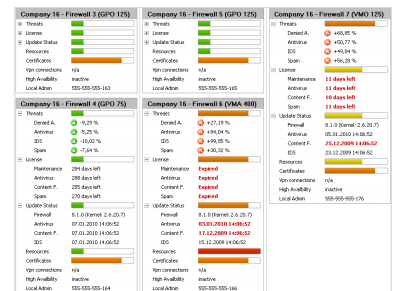 Company 16 - Firewall 3 (GPO 125)
Threats
License
Update Status
Resources
Certificates
Vpn connections n/a
High Availbility inactive
Local Admin 555-555-555-163
Company 16 - Firewall 4 (GPO 75)
Threats
Denied A. -9,29 %
Antivirus -5,25 %
IDS -10,02 %
Spam -7,64 %
License
Maintenance 284 days left
Antivirus 288 days left
Content F. 255 days left
Spam 270 days left
Update Status
Firewall 8.1.0 (Kernel: 2.6.20.7)
Antivirus 07.01.2010 14:06:52
Content F. 07.01.2010 14:06:52
IDS 07.01.2010 14:06:52
Resources
Certificates
Vpn connections n/a
High Availbility inactive
Local Admin 555-555-555-164
Company 16 - Firewall 5 (GPO 125)
Threats
License
Update Status
Resources
Certificates
Vpn connections n/a
High Availbility inactive
Local Admin 555-555-555-165
Company 16 - Firewall 6 (VMA 400)
Threats
Denied A. +27,19 %
Antivirus +94,04 %
IDS +99,85 %
Spam +30,32 %
License
Maintenance Expired
Antivirus Expired
Content F. Expired
Spam Expired
Update Status
Firewall 8.1.0 (Kernel: 2.6.20.7)
Antivirus 03.01.2010 14:06:52
Content F. 17.12.2009 14:06:52
IDS 15.12.2009 14:06:52
Resources
Certificates
Vpn connections n/a
High Availbility inactive
Local Admin 555-555-555-166
Company 16 - Firewall 7 (VMO 125)
Threats
Denied A. +68,85 %
Antivirus +50,77 %
IDS +49,04 %
Spam +56,28 %
License
Maintenance 11 days left
Antivirus 11 days left
Content F. 10 days left
Spam 11 days left
Update Status
Firewall 8.1.0 (Kernel: 2.6.20.7)
Antivirus 05.01.2010 14:06:52
Content F. 25.12.2009 14:06:52
IDS 23.12.2009 14:06:52
Resources
Certificates
Vpn connections n/a
High Availbility inactive
Local Admin 555-555-555-176